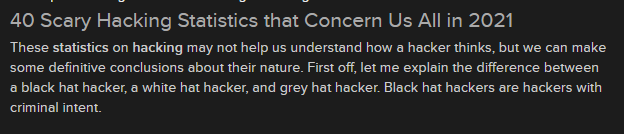 40 Scary Hacking Statistics that Concern Us All in 2021
These statistics on hacking may not help us understand how a hacker thinks, but we can make
some definitive conclusions about their nature. First off, let me explain the difference between
a black hat hacker, a white hat hacker, and grey hat hacker. Black hat hackers are hackers with
criminal intent.